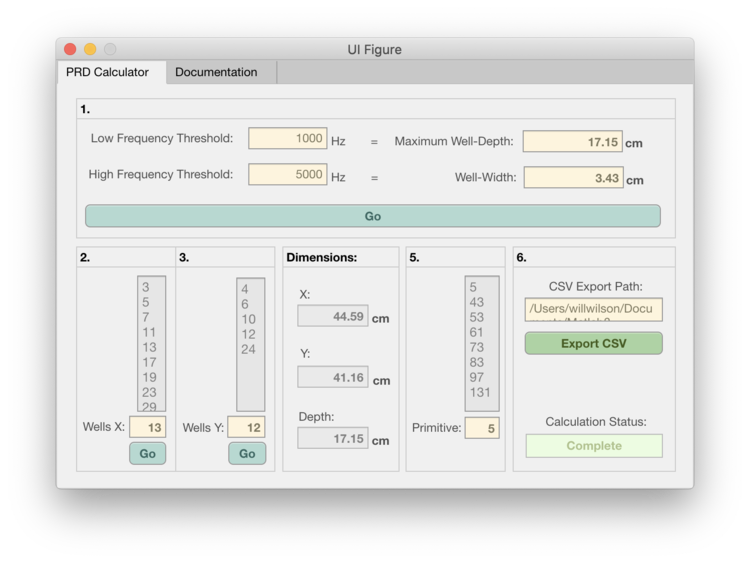 UI Figure
PRD Calculator
Documentation
1.
Low Frequency Threshold: 1000 Hz = Maximum Well-Depth: 17.15 cm
High Frequency Threshold: 5000 Hz = Well-Width: 3.43 cm
Go
2.
3
5
7
11
13
17
19
23
29
Wells X: 13
Go
3.
4
6
10
12
24
Wells Y: 12
Go
Dimensions:
X:
44.59 cm
Y:
41.16 cm
Depth:
17.15 cm
5.
5
43
53
61
73
83
97
131
Primitive: 5
6.
CSV Export Path:
/Users/willwilson/Docu
Export CSV
Calculation Status:
Complete